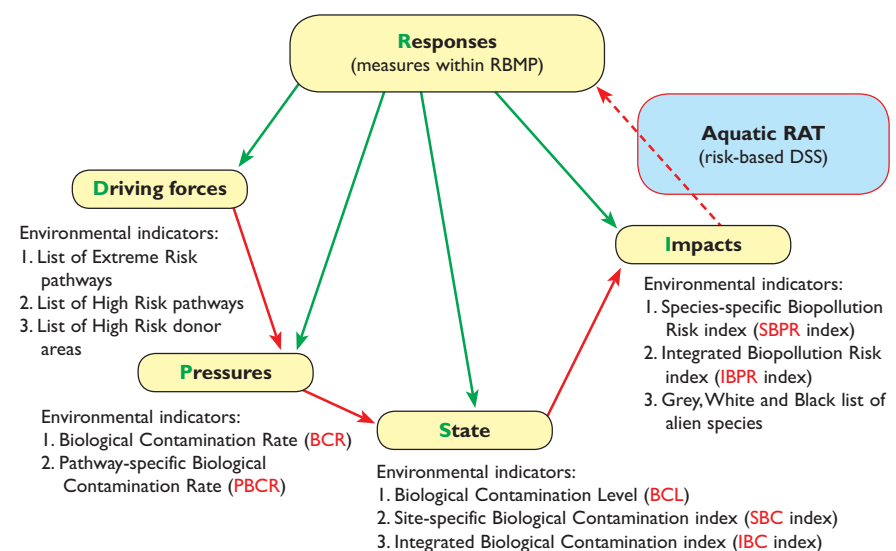 Responses
(measures within RBMP)
Aquatic RAT
(risk-based DSS)
Driving forces
Environmental indicators:
1. List of Extreme Risk
pathways
2. List of High Risk pathways
3. List of High Risk donor
areas
Impacts
Environmental indicators:
1. Species-specific Biopollution
Risk index (SBPR index)
2. Integrated Biopollution Risk
index (IBPR index)
3. Grey, White and Black list of
alien species
Pressures
Environmental indicators:
1. Biological Contamination Rate (BCR)
2. Pathway-specific Biological
Contamination Rate (PBCR)
State
Environmental indicators:
1. Biological Contamination Level (BCL)
2. Site-specific Biological Contamination index (SBC index)
3. Integrated Biological Contamination index (IBC index)